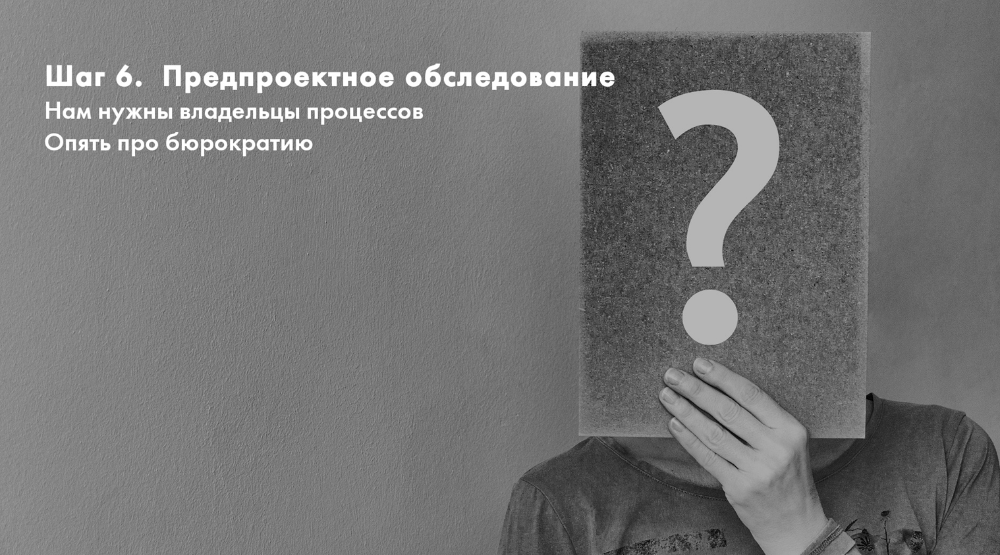 Шаг 6. Предпроектное обследование
Нам нужны владельцы процессов
Опять про бюрократию
?